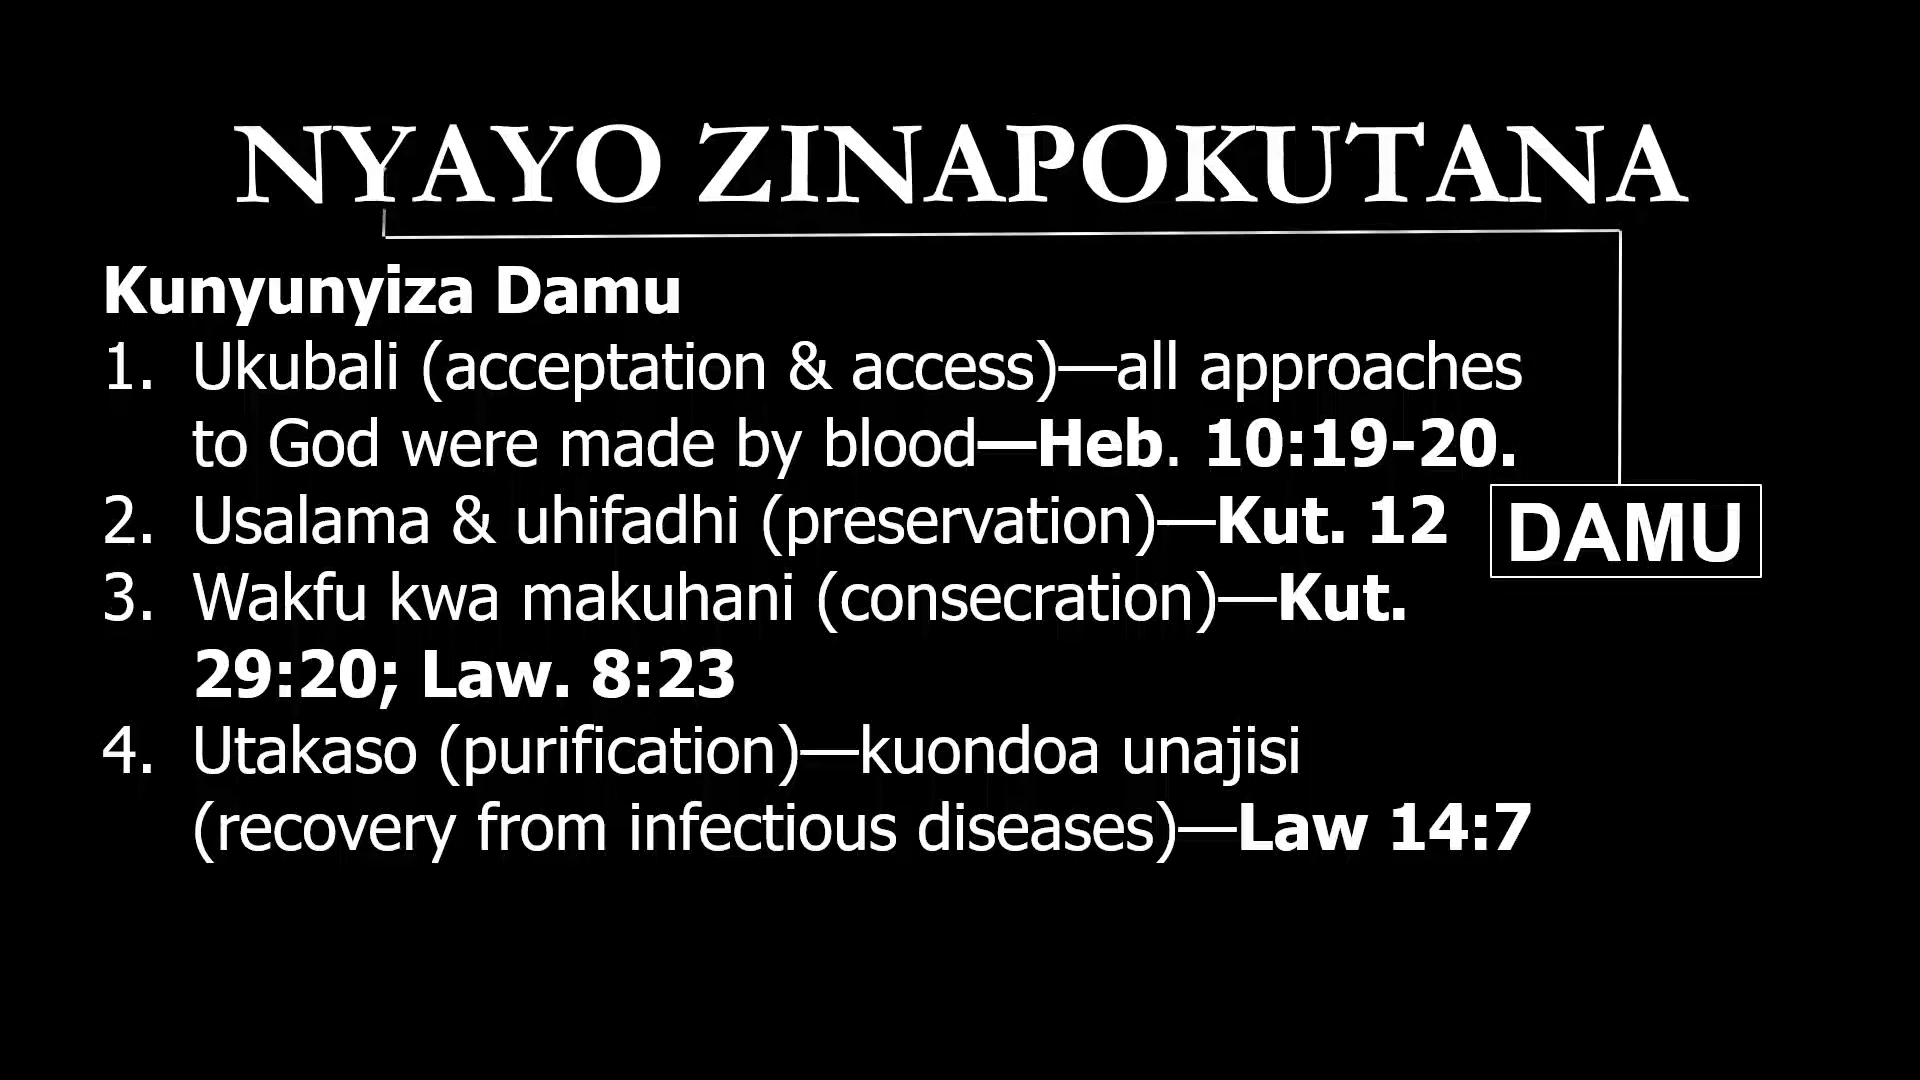 NYAYO ZINAPOKUTANA
Kunyunyiza Damu
1. Ukubali (acceptation & access)—all approaches
to God were made by blood—Heb. 10:19-20.
2. Usalama & uhifadhi (preservation)—Kut. 12
DAMU
3. Wakfu kwa makuhani (consecration)—Kut.
29:20; Law. 8:23
4. Utakaso (purification)—kuondoa unajisi
(recovery from infectious diseases)—Law 14:7